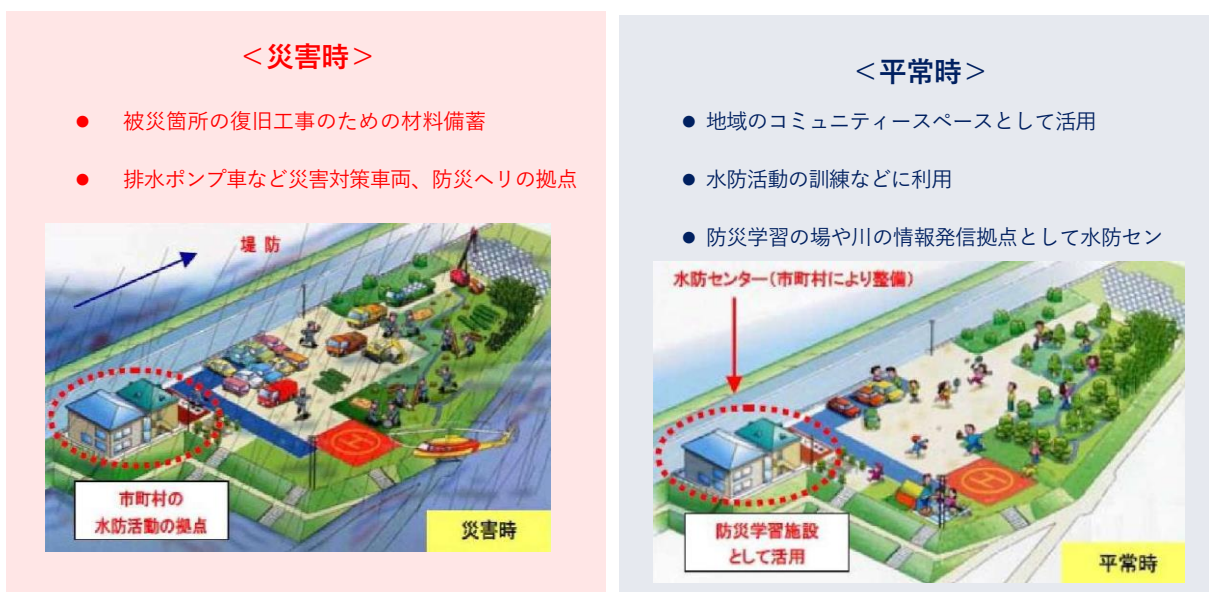 ＜災害時＞
● 被災箇所の復旧工事のための材料備蓄
● 排水ポンプ車など災害対策車両、防災ヘリの拠点
堤防
H
市町村の
水防活動の拠点
災害時
＜平常時＞
● 地域のコミュニティースペースとして活用
● 水防活動の訓練などに利用
● 防災学習の場や川の情報発信拠点として水防セン
水防センター(市町村により整備)
H
防災学習施設
として活用
平常時